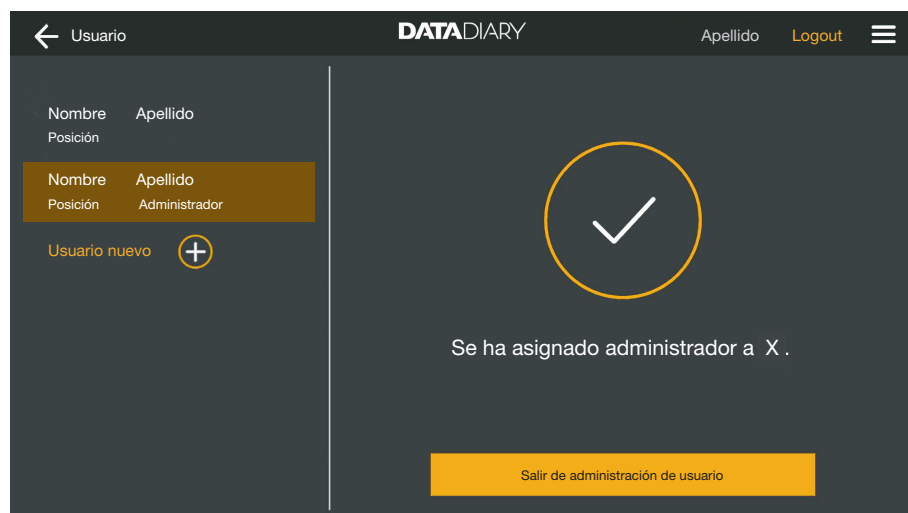 Usuario
DATADIARY
Apellido
Logout
Nombre Apellido
Posición
Nombre Apellido
Posición Administrador
Usuario nuevo
Se ha asignado administrador a X .
Salir de administración de usuario